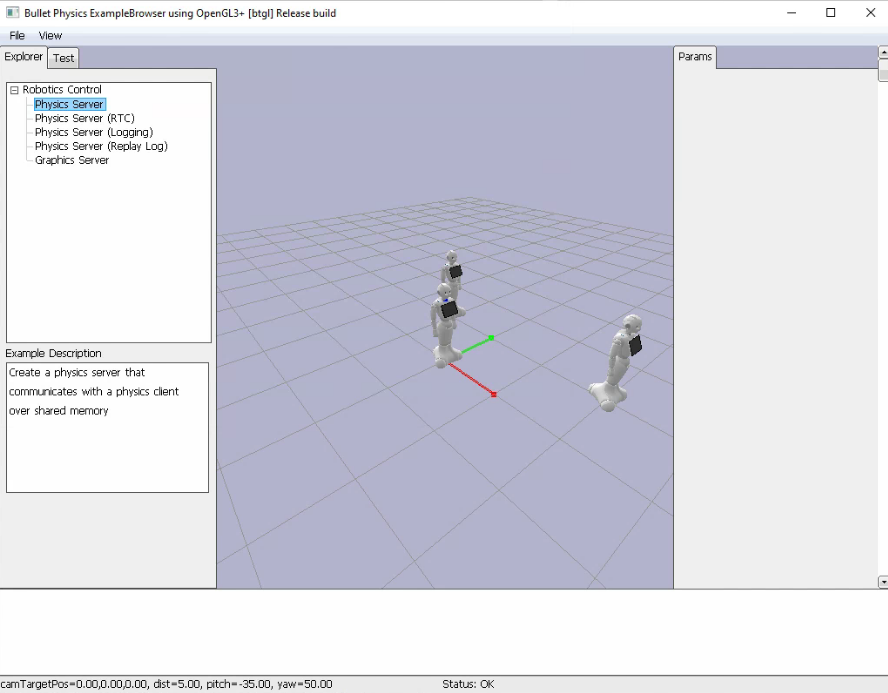 Bullet Physics ExampleBrowser using OpenGL3+ [btgl] Release build
File View
Explorer Test
Params
Robotics Control
Physics Server
Physics Server (RTC)
Physics Server (Logging)
Physics Server (Replay Log)
Graphics Server
Example Description
Create a physics server that
communicates with a physics client
over shared memory
camTargetPos=0.00,0.00,0.00, dist=5.00, pitch=-35.00, yaw=50.00 Status: OK